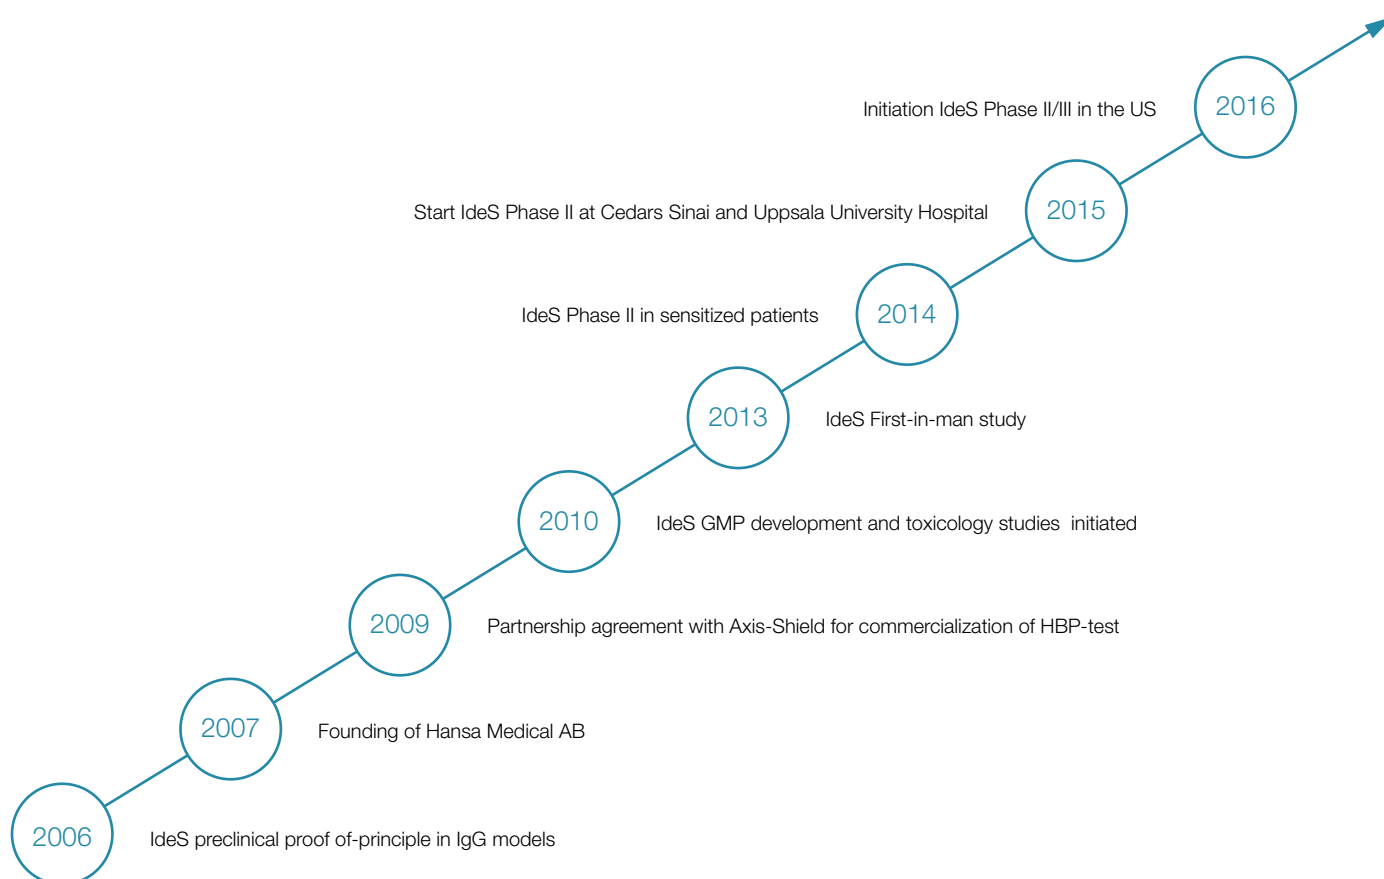 Initiation IdeS Phase II/III in the US 2016
Start IdeS Phase II at Cedars Sinai and Uppsala University Hospital 2015
IdeS Phase II in sensitized patients 2014
2013 IdeS First-in-man study
2010 IdeS GMP development and toxicology studies initiated
2009 Partnership agreement with Axis-Shield for commercialization of HBP-test
2007 Founding of Hansa Medical AB
2006 IdeS preclinical proof of-principle in IgG models